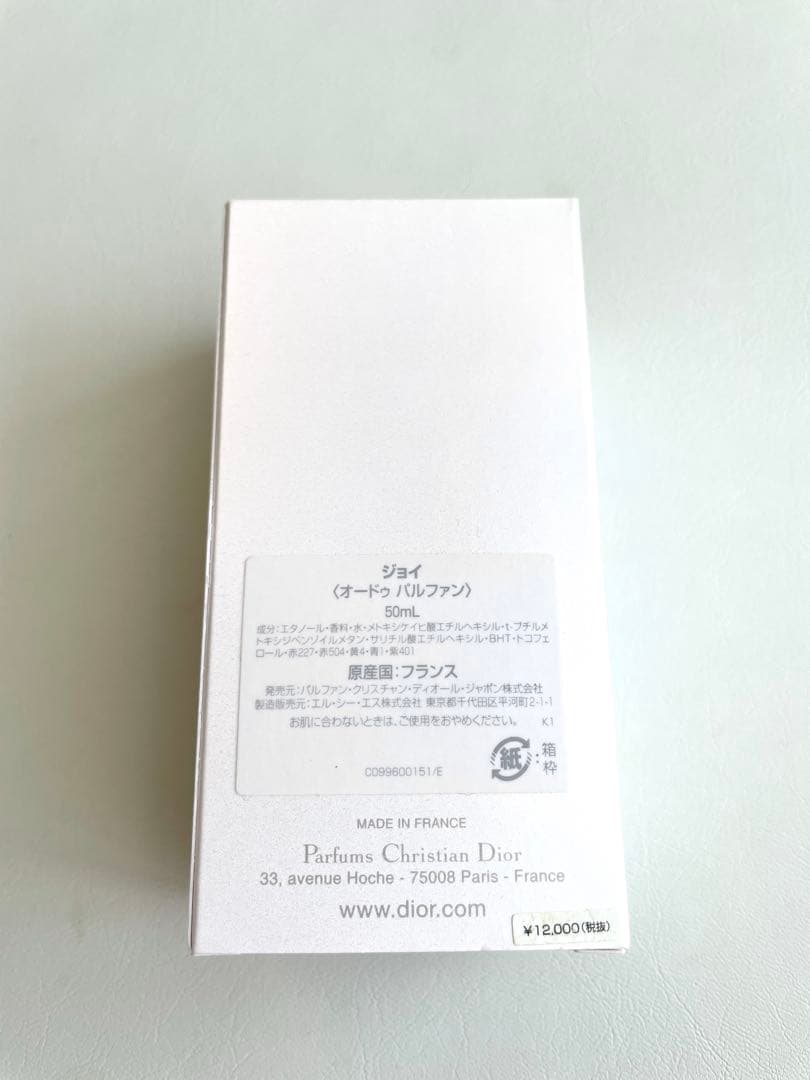 ジョイ
〈オードゥ パルファン〉
50mL
成分:エタノール・香料・水・メトキシケイヒ酸エチルヘキシル・t-ブチルメ
トキシジベンゾイルメタン・サリチル酸エチルヘキシル・BHT・トコフェ
ロール・赤227・赤504・黄4・青1・紫401
原産国:フランス
発売元:パルファン・クリスチャン・ディオール・ジャポン株式会社
製造販売元:エル・シー・エス株式会社 東京都千代田区平河町2-1-1
お肌に合わないときは、ご使用をおやめください。 K1
紙:箱
枠
C099600151/E
MADE IN FRANCE
Parfums Christian Dior
33, avenue Hoche - 75008 Paris - France
www.dior.com
¥12,000(税抜)